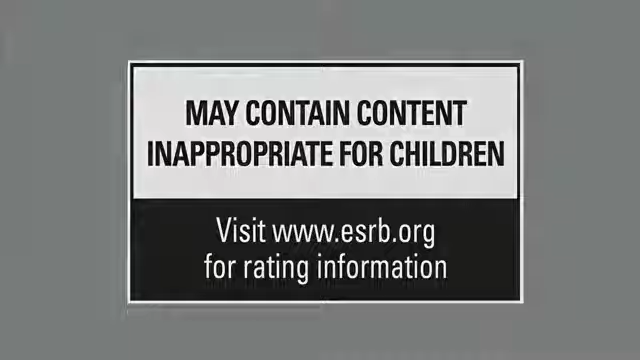 MAY CONTAIN CONTENT
INAPPROPRIATE FOR CHILDREN
Visit www.esrb.org
for rating information